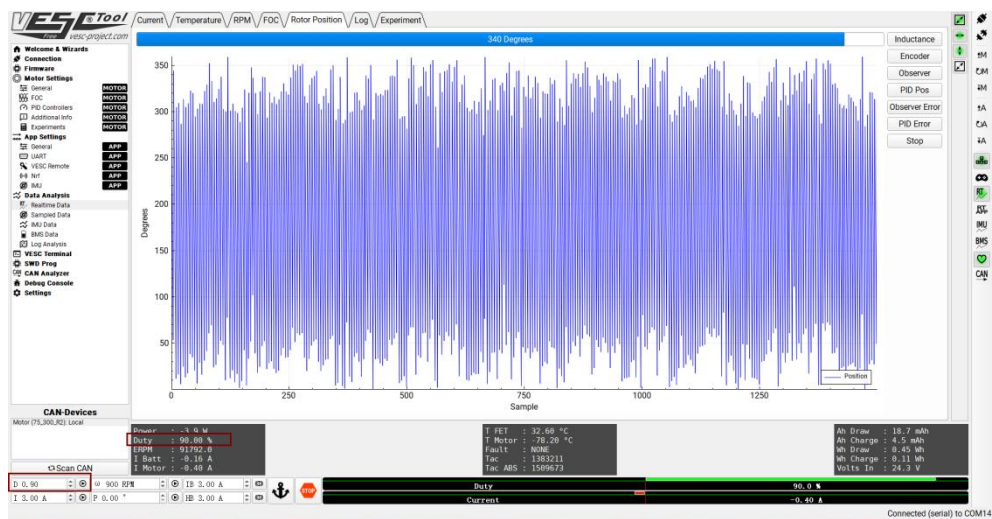 VESC® Tool
Free vesc-project.com
Current Temperature RPM FOC Rotor Position Log Experiment
Welcome & Wizards
Connection
Firmware
Motor Settings
General MOTOR
FOC MOTOR
PID Controllers MOTOR
Additional Info MOTOR
Experiments MOTOR
App Settings
General APP
UART APP
VESC Remote APP
Nrf APP
IMU APP
Data Analysis
Realtime Data
Sampled Data
IMU Data
BMS Data
Log Analysis
VESC Terminal
SWD Prog
CAN Analyzer
Debug Console
Settings
CAN-Devices
Motor (75_300_R2): Local
Scan CAN
340 Degrees
350
300
250
200
150
100
50
Degrees
0 250 500 750 1000 1250
Sample
Position
Inductance
Encoder
Observer
PID Pos
Observer Error
PID Error
Stop
M
M
M
A
A
A
RT
RT
APP
IMU
BMS
CAN
Power : -3.9 W
Duty : 90.00 %
ERPM : 91792.0
I Batt : -0.16 A
I Motor : -0.40 A
T FET : 32.60 °C
T Motor : -78.20 °C
Fault : NONE
Tac : 1383211
Tac ABS : 1509673
Ah Draw : 18.7 mAh
Ah Charge : 4.5 mAh
Wh Draw : 0.45 Wh
Wh Charge : 0.11 Wh
Volts In : 24.3 V
D 0.90 ω 900 RPM IB 3.00 A
I 3.00 A P 0.00 ° HB 3.00 A
STOP
Duty 90.0 %
Current -0.40 A
Connected (serial) to COM14